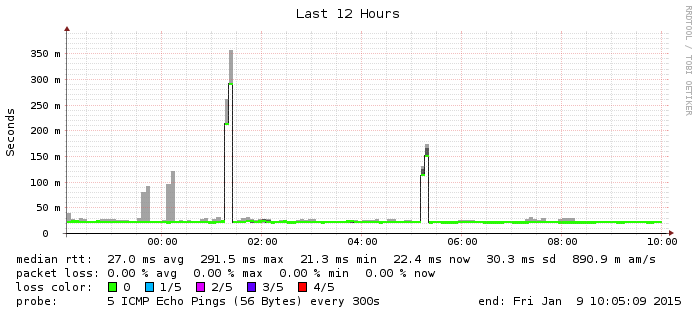 Last 12 Hours
RRDTOOL / TOBI OETIKER
Seconds
350 m
300 m
250 m
200 m
150 m
100 m
50 m
0
00:00 02:00 04:00 06:00 08:00 10:00
median rtt: 27.0 ms avg 291.5 ms max 21.3 ms min 22.4 ms now 30.3 ms sd 890.9 m am/s
packet loss: 0.00 % avg 0.00 % max 0.00 % min 0.00 % now
loss color: 0 1/5 2/5 3/5 4/5
probe: 5 ICMP Echo Pings (56 Bytes) every 300s end: Fri Jan 9 10:05:09 2015